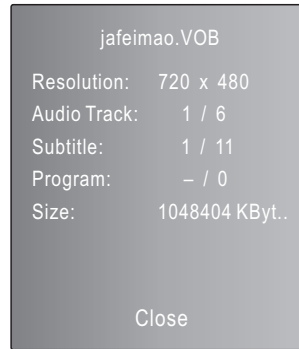 jafeimao.VOB
Resolution: 720 x 480
Audio Track: 1 / 6
Subtitle: 1 / 11
Program: – / 0
Size: 1048404 KByt..
Close